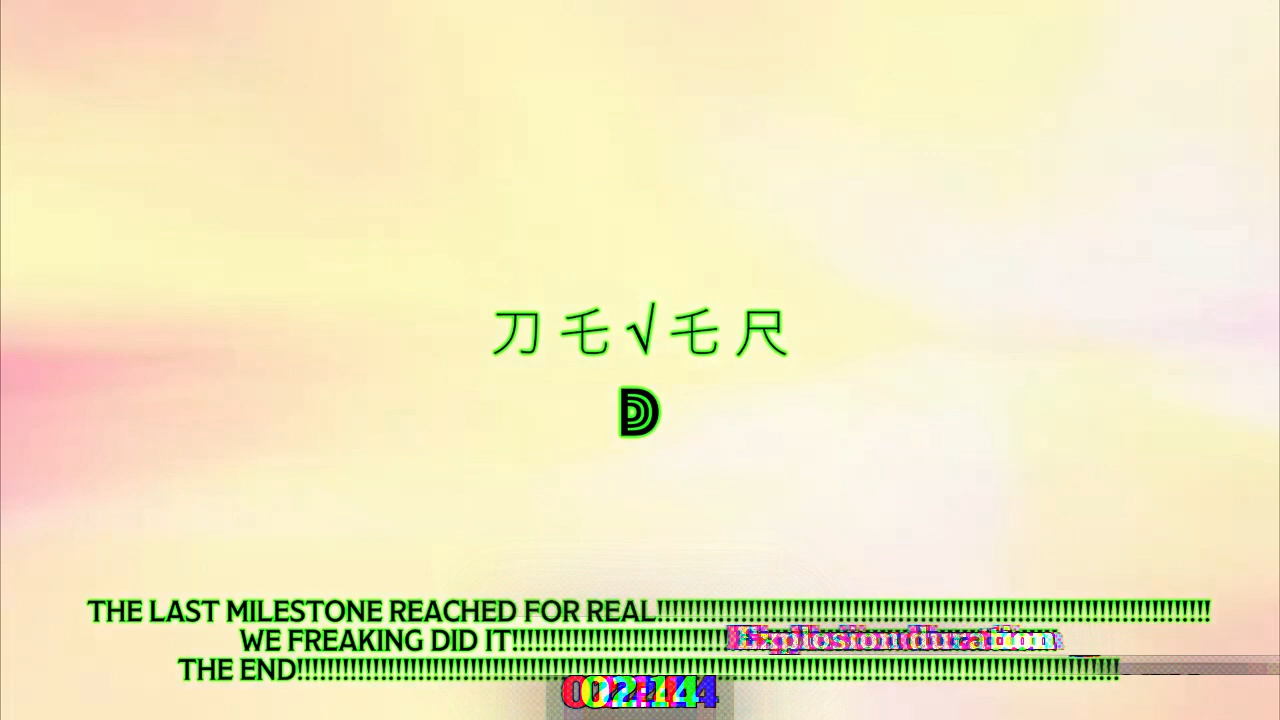 刀乇√乇尺
D
THE LAST MILESTONE REACHED FOR REAL!!!!!!!!!!!!!!!!!!!!!!!!!!!!!!!!!!!!!!!!!!!!!!!!!!!!!!!!!!!!
WE FREAKING DID IT!!!!!!!!!!!!!!!!!!!!!!!!!!!!!!!!!!!!!!!!!!!!!!!!!!!!!!!!!!!!
Explosion duration
THE END!!!!!!!!!!!!!!!!!!!!!!!!!!!!!!!!!!!!!!!!!!!!!!!!!!!!!!!!!!!!!!!!!!!!!!!!!!!!!!!!!!!!!!!!!!